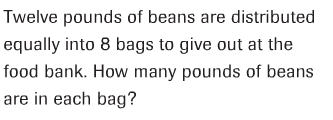 Twelve pounds of beans are distributed
equally into 8 bags to give out at the
food bank. How many pounds of beans
are in each bag?